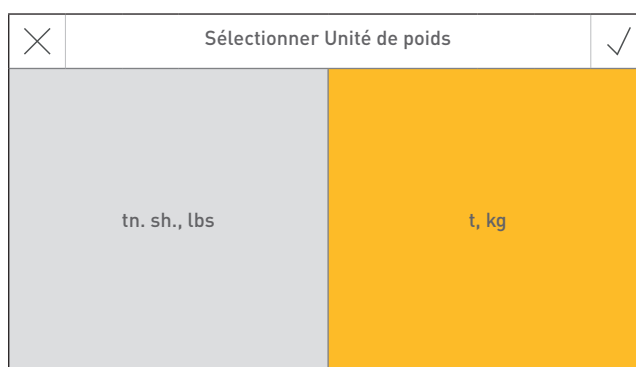 Sélectionner Unité de poids
tn. sh., lbs
t, kg